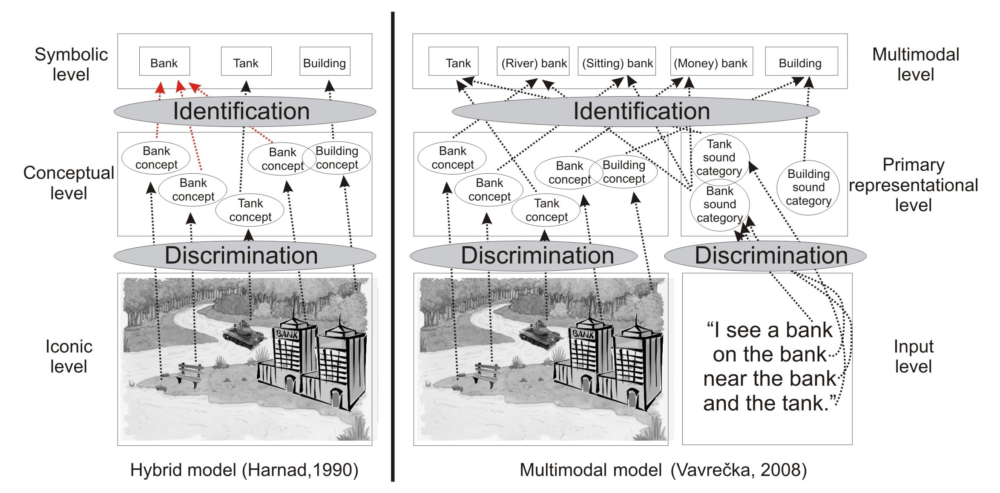 Symbolic
level
Bank
Tank
Building
Identification
Conceptual
level
Bank
concept
Bank
concept
Tank
concept
Bank
concept
Building
concept
Discrimination
Iconic
level
BANK
Hybrid model (Harnad,1990)
Tank
(River) bank
(Sitting) bank
(Money) bank
Building
Multimodal
level
Identification
Bank
concept
Bank
concept
Tank
concept
Bank
concept
Building
concept
Tank
sound
category
Bank
sound
category
Building
sound
category
Primary
representational
level
Discrimination
Discrimination
BANK
“I see a bank
on the bank
near the bank
and the tank.”
Input
level
Multimodal model (Vavrečka, 2008)